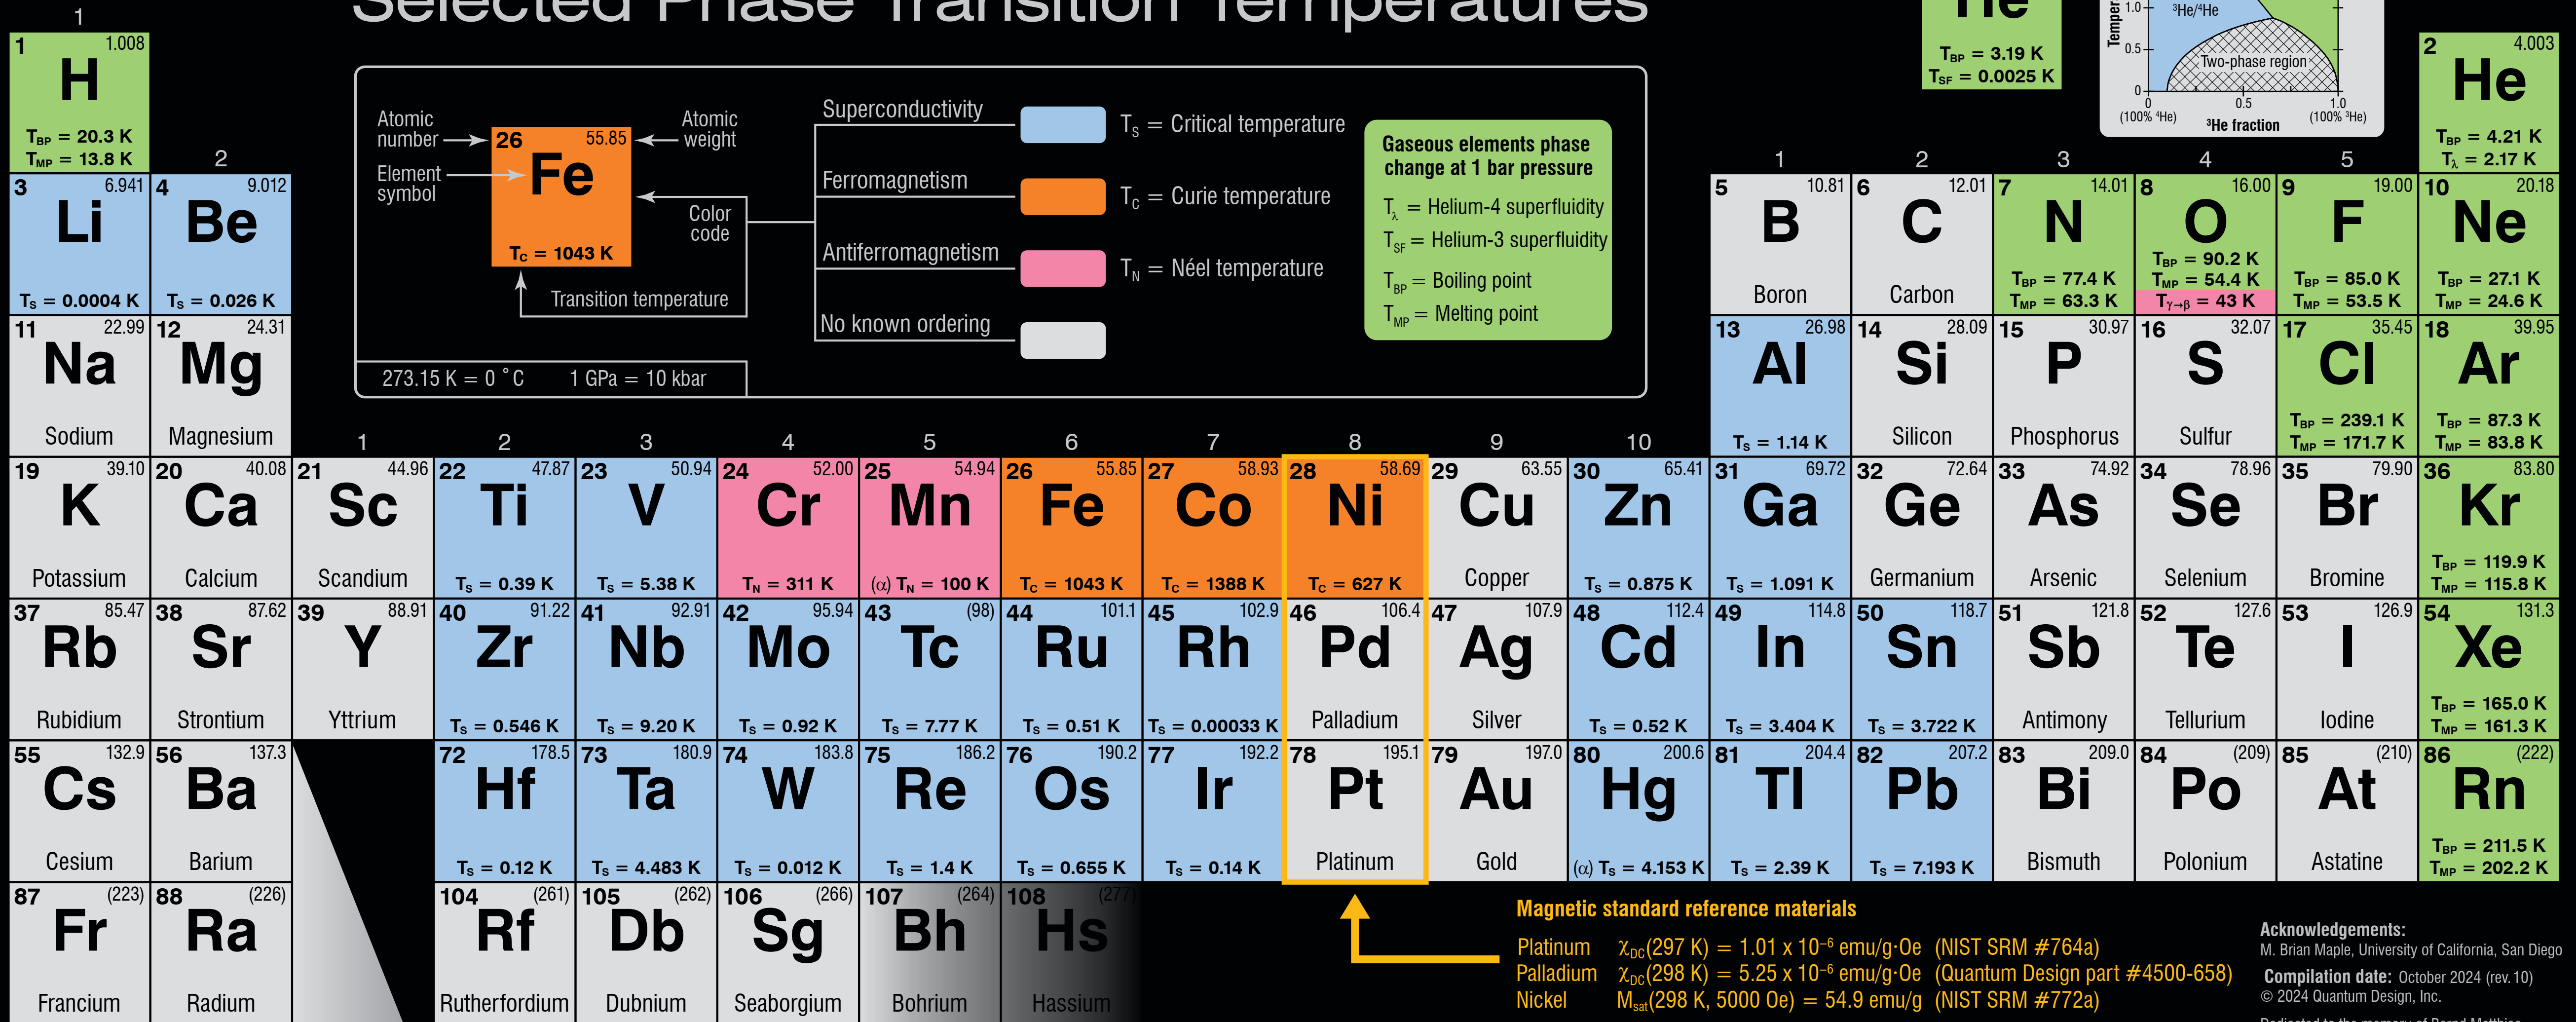 Selected Phase Transition Temperatures
1
1 1.008
H
TBP = 20.3 K
TMP = 13.8 K
2
3 6.941
Li
TS = 0.0004 K
4 9.012
Be
TS = 0.026 K
11 22.99
Na
Sodium
12 24.31
Mg
Magnesium
Atomic
number
Element
symbol
26 55.85
Fe
TC = 1043 K
Atomic
weight
Color
code
Transition temperature
Superconductivity
TS = Critical temperature
Ferromagnetism
TC = Curie temperature
Antiferromagnetism
TN = Néel temperature
No known ordering
273.15 K = 0 °C 1 GPa = 10 kbar
Gaseous elements phase
change at 1 bar pressure
Tλ = Helium-4 superfluidity
TSF = Helium-3 superfluidity
TBP = Boiling point
TMP = Melting point
He
TBP = 3.19 K
TSF = 0.0025 K
1.0
0.5
0
³He/⁴He
Two-phase region
0 0.5 1.0
(100% ⁴He) (100% ³He)
³He fraction
2 4.003
He
TBP = 4.21 K
Tλ = 2.17 K
1 2 3 4 5
5 10.81
B
Boron
6 12.01
C
Carbon
7 14.01
N
TBP = 77.4 K
TMP = 63.3 K
8 16.00
O
TBP = 90.2 K
TMP = 54.4 K
Tγ→β = 43 K
9 19.00
F
TBP = 85.0 K
TMP = 53.5 K
10 20.18
Ne
TBP = 27.1 K
TMP = 24.6 K
13 26.98
Al
TS = 1.14 K
14 28.09
Si
Silicon
15 30.97
P
Phosphorus
16 32.07
S
Sulfur
17 35.45
Cl
TBP = 239.1 K
TMP = 171.7 K
18 39.95
Ar
TBP = 87.3 K
TMP = 83.8 K
1 2 3 4 5 6 7 8 9 10
19 39.10
K
Potassium
20 40.08
Ca
Calcium
21 44.96
Sc
Scandium
22 47.87
Ti
TS = 0.39 K
23 50.94
V
TS = 5.38 K
24 52.00
Cr
TN = 311 K
25 54.94
Mn
(α) TN = 100 K
26 55.85
Fe
TC = 1043 K
27 58.93
Co
TC = 1388 K
28 58.69
Ni
TC = 627 K
29 63.55
Cu
Copper
30 65.41
Zn
TS = 0.875 K
31 69.72
Ga
TS = 1.091 K
32 72.64
Ge
Germanium
33 74.92
As
Arsenic
34 78.96
Se
Selenium
35 79.90
Br
Bromine
36 83.80
Kr
TBP = 119.9 K
TMP = 115.8 K
37 85.47
Rb
Rubidium
38 87.62
Sr
Strontium
39 88.91
Y
Yttrium
40 91.22
Zr
TS = 0.546 K
41 92.91
Nb
TS = 9.20 K
42 95.94
Mo
TS = 0.92 K
43 (98)
Tc
TS = 7.77 K
44 101.1
Ru
TS = 0.51 K
45 102.9
Rh
TS = 0.00033 K
46 106.4
Pd
Palladium
47 107.9
Ag
Silver
48 112.4
Cd
TS = 0.52 K
49 114.8
In
TS = 3.404 K
50 118.7
Sn
TS = 3.722 K
51 121.8
Sb
Antimony
52 127.6
Te
Tellurium
53 126.9
I
Iodine
54 131.3
Xe
TBP = 165.0 K
TMP = 161.3 K
55 132.9
Cs
Cesium
56 137.3
Ba
Barium
72 178.5
Hf
TS = 0.12 K
73 180.9
Ta
TS = 4.483 K
74 183.8
W
TS = 0.012 K
75 186.2
Re
TS = 1.4 K
76 190.2
Os
TS = 0.655 K
77 192.2
Ir
TS = 0.14 K
78 195.1
Pt
Platinum
79 197.0
Au
Gold
80 200.6
Hg
(α) TS = 4.153 K
81 204.4
Tl
TS = 2.39 K
82 207.2
Pb
TS = 7.193 K
83 209.0
Bi
Bismuth
84 (209)
Po
Polonium
85 (210)
At
Astatine
86 (222)
Rn
TBP = 211.5 K
TMP = 202.2 K
87 (223)
Fr
Francium
88 (226)
Ra
Radium
104 (261)
Rf
Rutherfordium
105 (262)
Db
Dubnium
106 (266)
Sg
Seaborgium
107 (264)
Bh
Bohrium
108 (277)
Hs
Hassium
Magnetic standard reference materials
Platinum χDC(297 K) = 1.01 x 10⁻⁶ emu/g·Oe (NIST SRM #764a)
Palladium χDC(298 K) = 5.25 x 10⁻⁶ emu/g·Oe (Quantum Design part #4500-658)
Nickel Msat(298 K, 5000 Oe) = 54.9 emu/g (NIST SRM #772a)
Acknowledgements:
M. Brian Maple, University of California, San Diego
Compilation date: October 2024 (rev.10)
© 2024 Quantum Design, Inc.